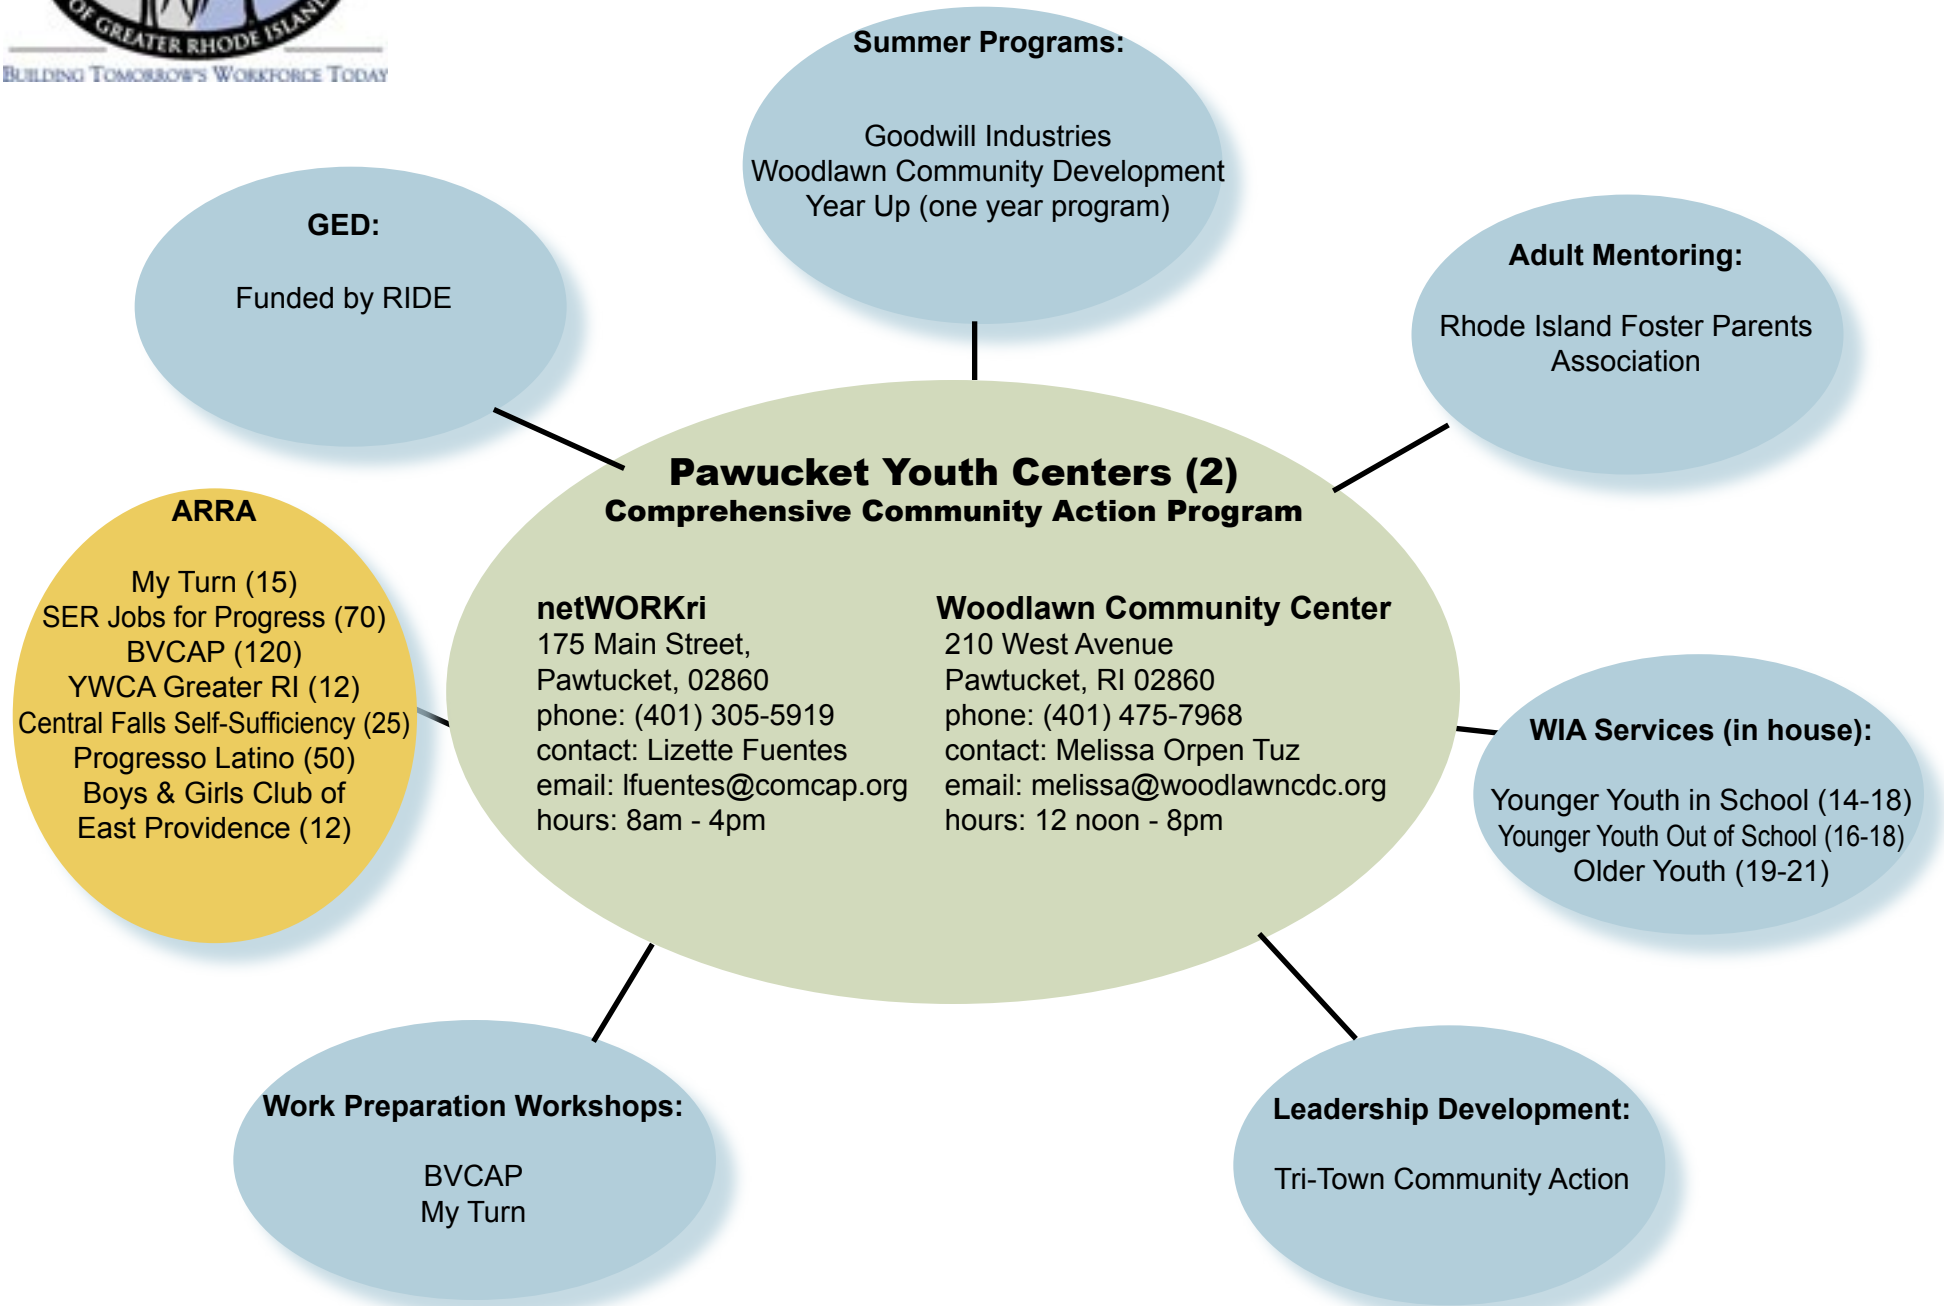 OF GREATER RHODE ISLAND
BUILDING TOMORROW'S WORKFORCE TODAY
Summer Programs:
Goodwill Industries
Woodlawn Community Development
Year Up (one year program)
GED:
Funded by RIDE
Adult Mentoring:
Rhode Island Foster Parents
Association
Pawucket Youth Centers (2)
Comprehensive Community Action Program
netWORKri
175 Main Street,
Pawtucket, 02860
phone: (401) 305-5919
contact: Lizette Fuentes
email: lfuentes@comcap.org
hours: 8am - 4pm
Woodlawn Community Center
210 West Avenue
Pawtucket, RI 02860
phone: (401) 475-7968
contact: Melissa Orpen Tuz
email: melissa@woodlawncdc.org
hours: 12 noon - 8pm
ARRA
My Turn (15)
SER Jobs for Progress (70)
BVCAP (120)
YWCA Greater RI (12)
Central Falls Self-Sufficiency (25)
Progresso Latino (50)
Boys & Girls Club of
East Providence (12)
WIA Services (in house):
Younger Youth in School (14-18)
Younger Youth Out of School (16-18)
Older Youth (19-21)
Work Preparation Workshops:
BVCAP
My Turn
Leadership Development:
Tri-Town Community Action